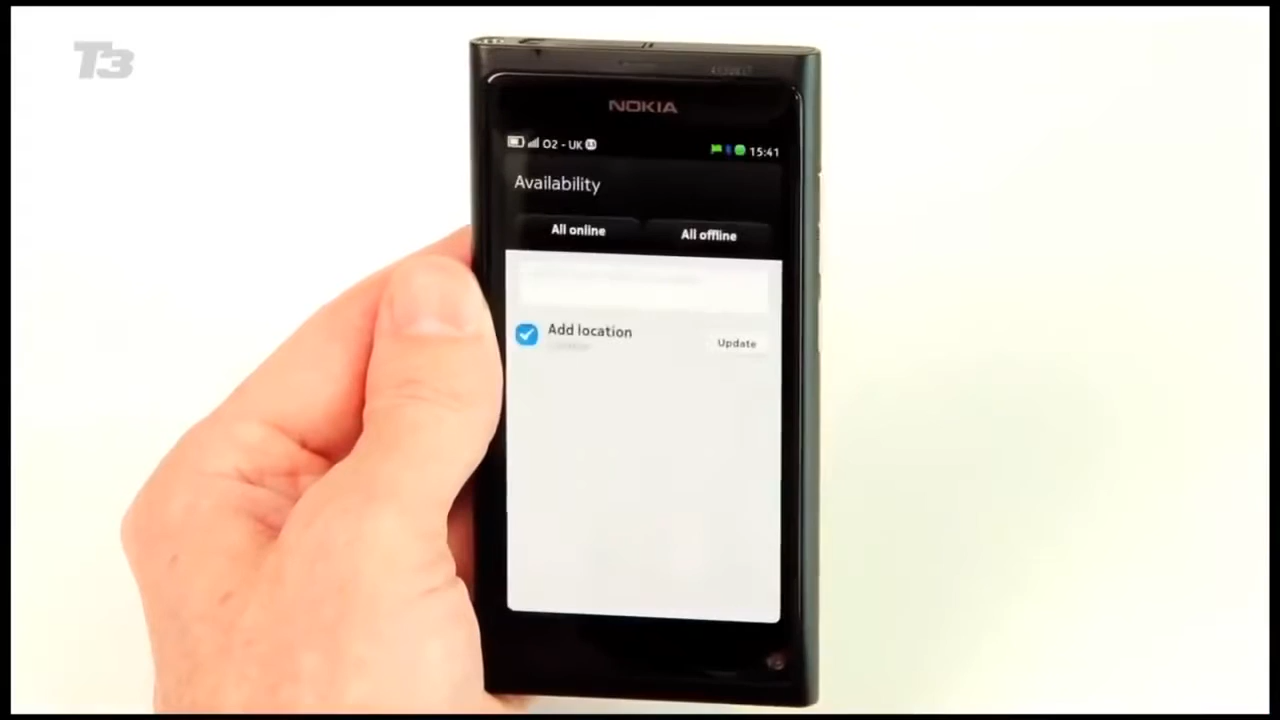 T3
NOKIA
O2 - UK 15:41
Availability
All online All offline
Add location
Update